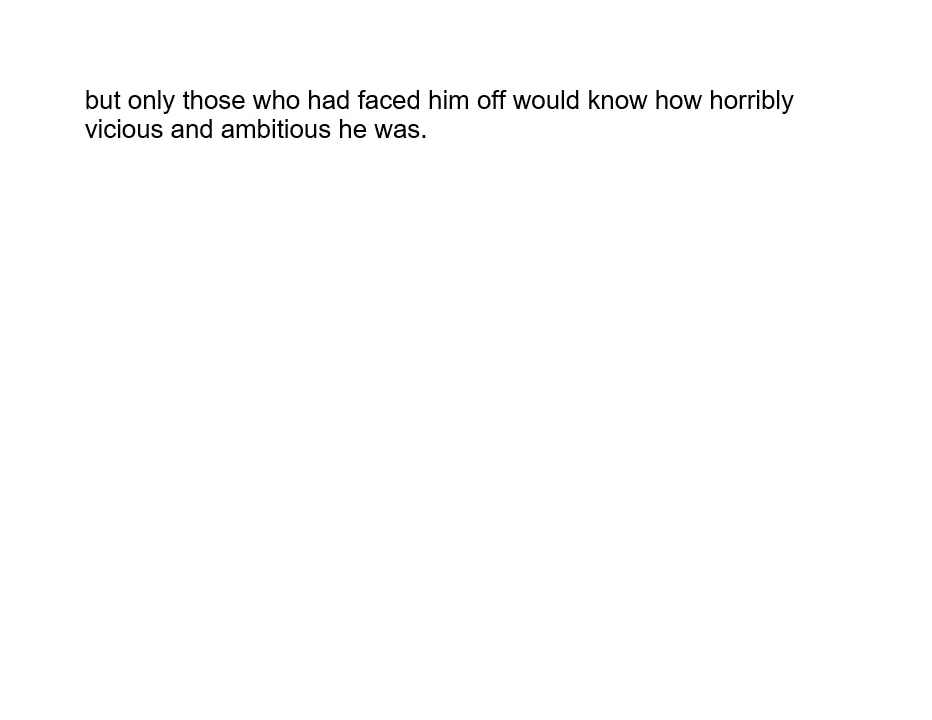 but only those who had faced him off would know how horribly
vicious and ambitious he was.